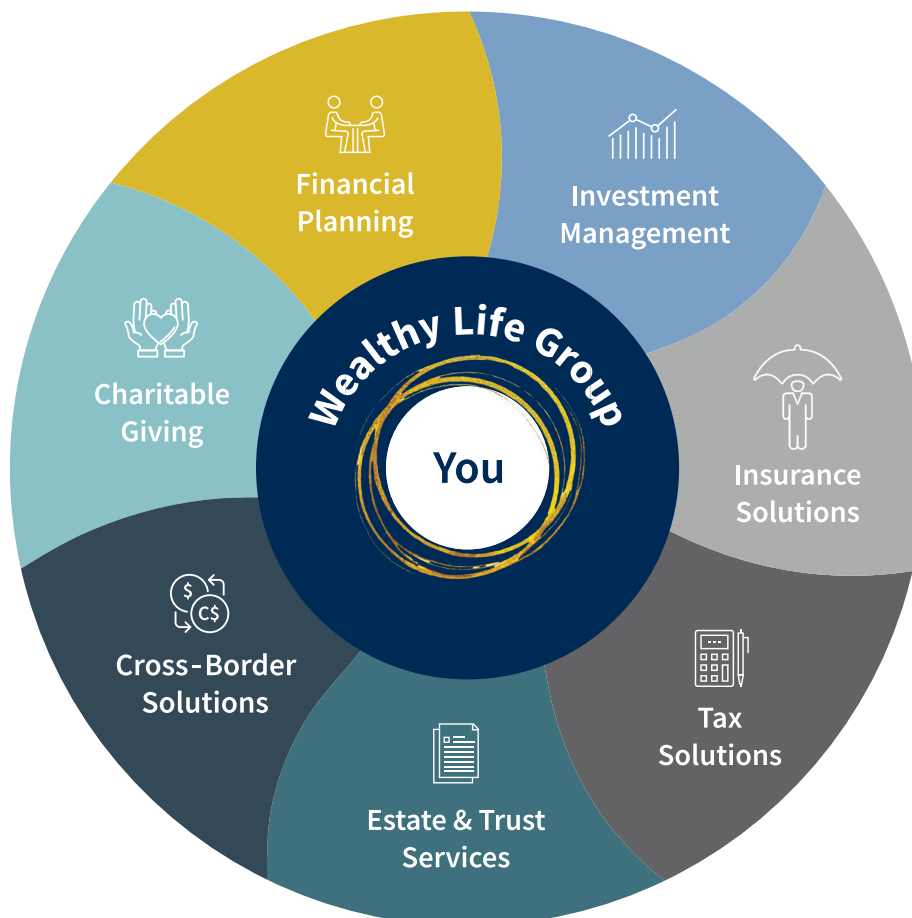 Financial
Planning
Investment
Management
Insurance
Solutions
Tax
Solutions
Estate & Trust
Services
Cross-Border
Solutions
$
C$
Charitable
Giving
Wealthy Life Group
You